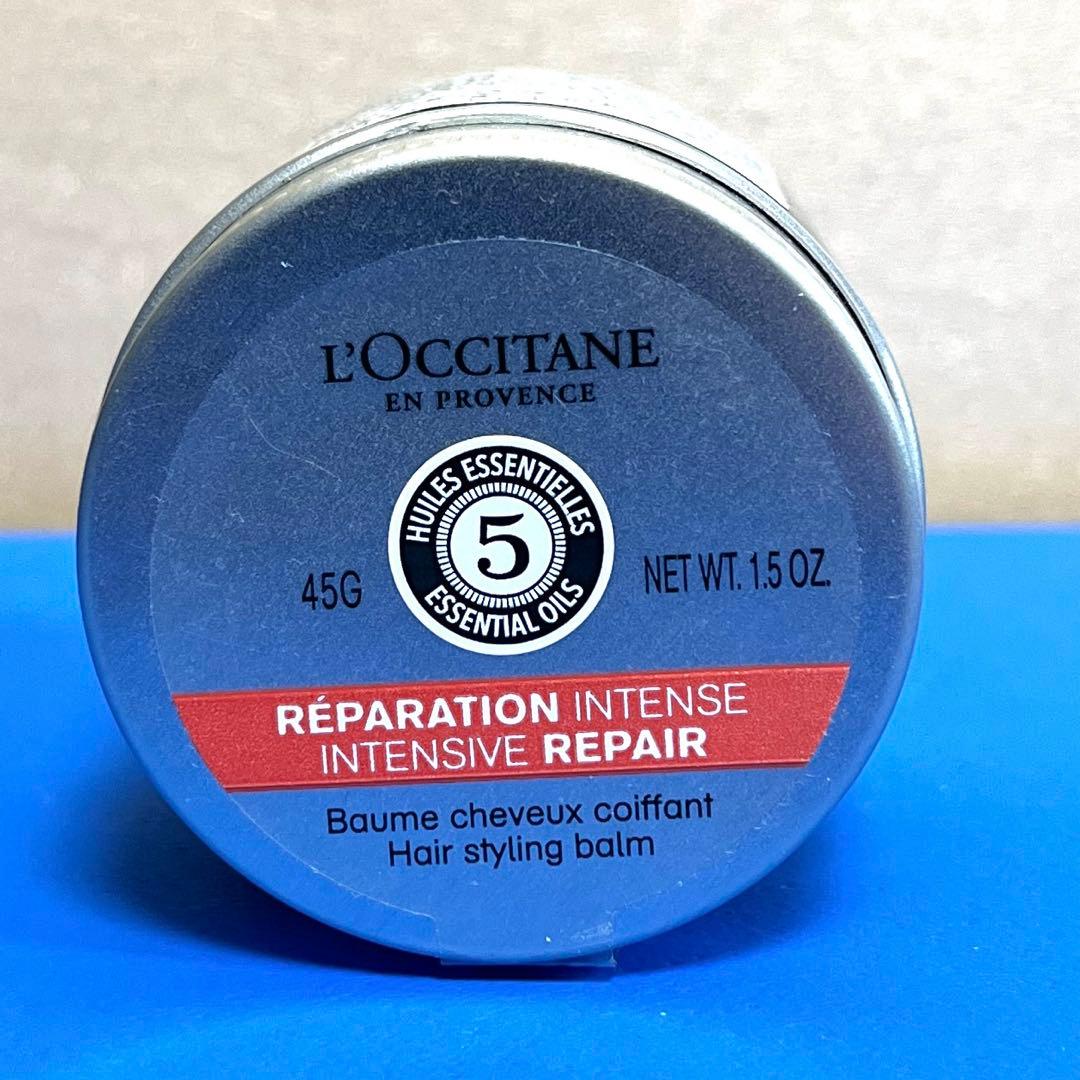 L'OCCITANE
EN PROVENCE
HUILES ESSENTIELLES
5
ESSENTIAL OILS
45G
NET WT. 1.5 OZ.
RÉPARATION INTENSE
INTENSIVE REPAIR
Baume cheveux coiffant
Hair styling balm